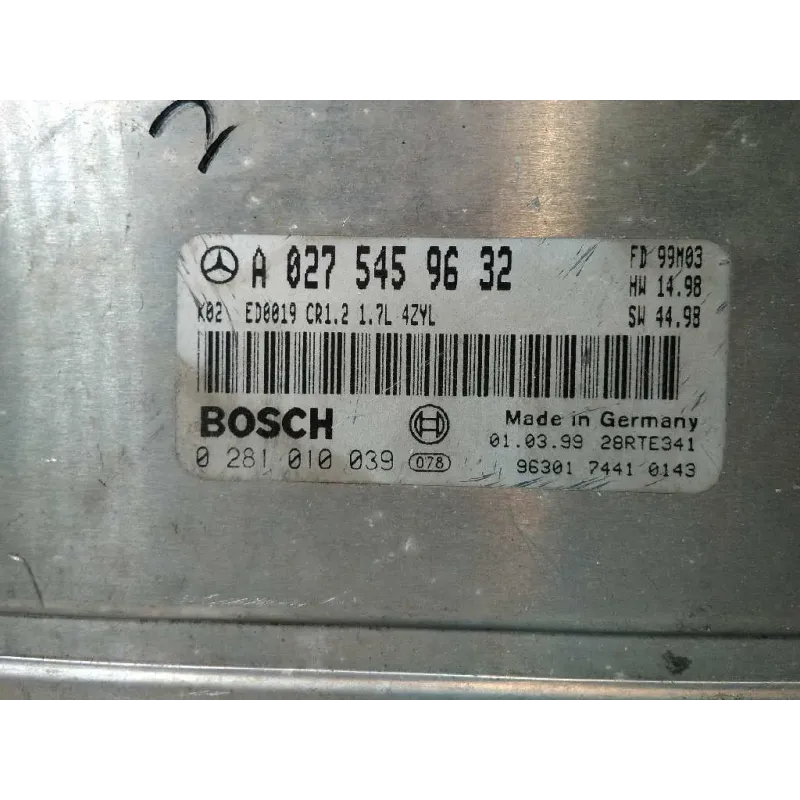 2
A 027 545 96 32
FD 99M03
HW 14.98
K02 ED0019 CR1.2 1.7L 4ZYL
SW 44.98
BOSCH
Made in Germany
01.03.99 28RTE341
0 281 010 039 078
96301 7441 0143